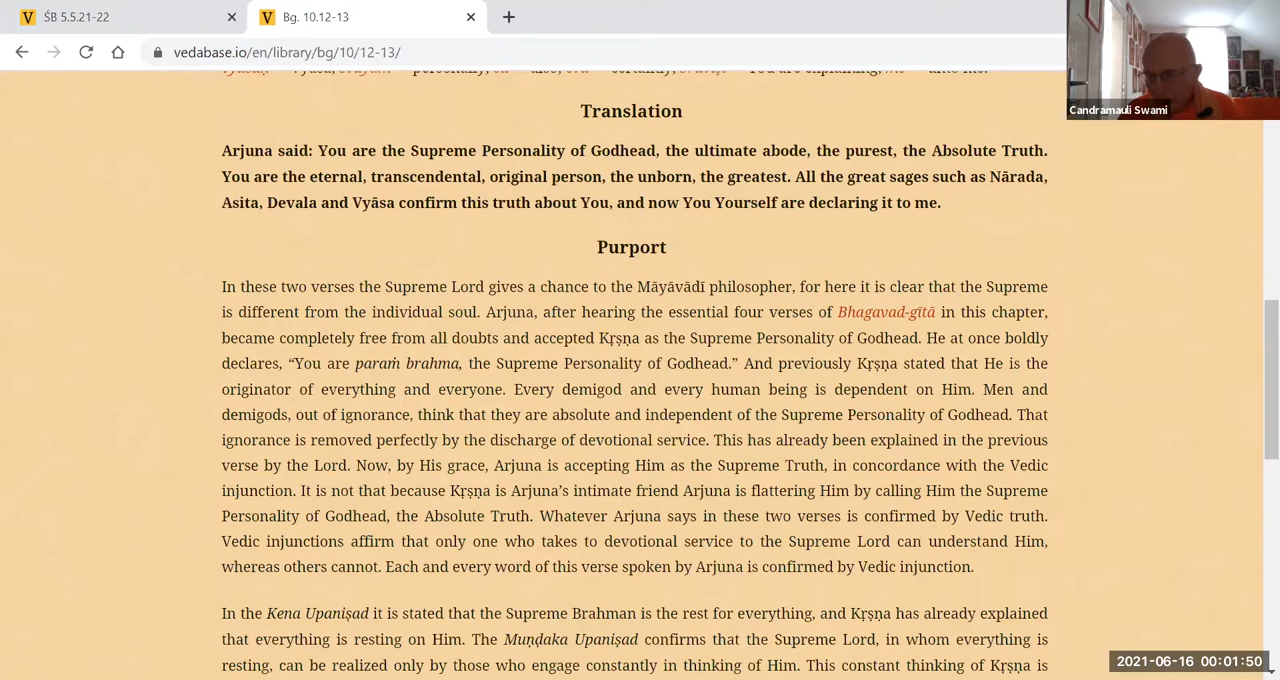 ŚB 5.5.21-22
Bg. 10.12-13
vedabase.io/en/library/bg/10/12-13/
Candramauli Swami
Translation
Arjuna said: You are the Supreme Personality of Godhead, the ultimate abode, the purest, the Absolute Truth.
You are the eternal, transcendental, original person, the unborn, the greatest. All the great sages such as Nārada,
Asita, Devala and Vyāsa confirm this truth about You, and now You Yourself are declaring it to me.
Purport
In these two verses the Supreme Lord gives a chance to the Māyāvādī philosopher, for here it is clear that the Supreme
is different from the individual soul. Arjuna, after hearing the essential four verses of Bhagavad-gītā in this chapter,
became completely free from all doubts and accepted Kṛṣṇa as the Supreme Personality of Godhead. He at once boldly
declares, “You are paraṁ brahma, the Supreme Personality of Godhead.” And previously Kṛṣṇa stated that He is the
originator of everything and everyone. Every demigod and every human being is dependent on Him. Men and
demigods, out of ignorance, think that they are absolute and independent of the Supreme Personality of Godhead. That
ignorance is removed perfectly by the discharge of devotional service. This has already been explained in the previous
verse by the Lord. Now, by His grace, Arjuna is accepting Him as the Supreme Truth, in concordance with the Vedic
injunction. It is not that because Kṛṣṇa is Arjuna’s intimate friend Arjuna is flattering Him by calling Him the Supreme
Personality of Godhead, the Absolute Truth. Whatever Arjuna says in these two verses is confirmed by Vedic truth.
Vedic injunctions affirm that only one who takes to devotional service to the Supreme Lord can understand Him,
whereas others cannot. Each and every word of this verse spoken by Arjuna is confirmed by Vedic injunction.
In the Kena Upaniṣad it is stated that the Supreme Brahman is the rest for everything, and Kṛṣṇa has already explained
that everything is resting on Him. The Muṇḍaka Upaniṣad confirms that the Supreme Lord, in whom everything is
resting, can be realized only by those who engage constantly in thinking of Him. This constant thinking of Kṛṣṇa is
2021-06-16 00:01:50